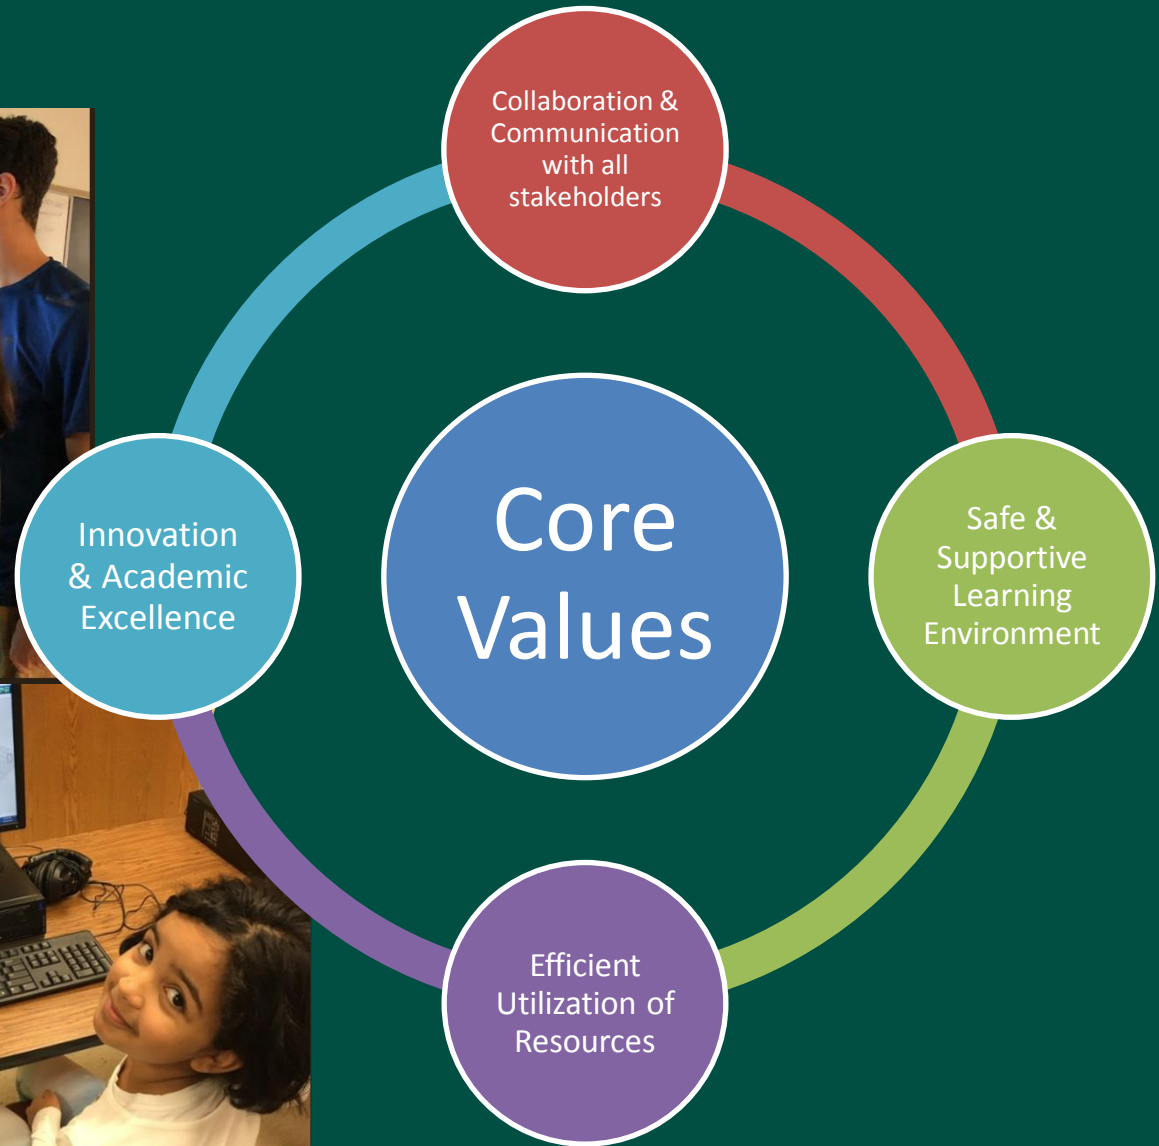 Collaboration &
Communication
with all
stakeholders
Innovation
& Academic
Excellence
Core
Values
Safe &
Supportive
Learning
Environment
Efficient
Utilization of
Resources